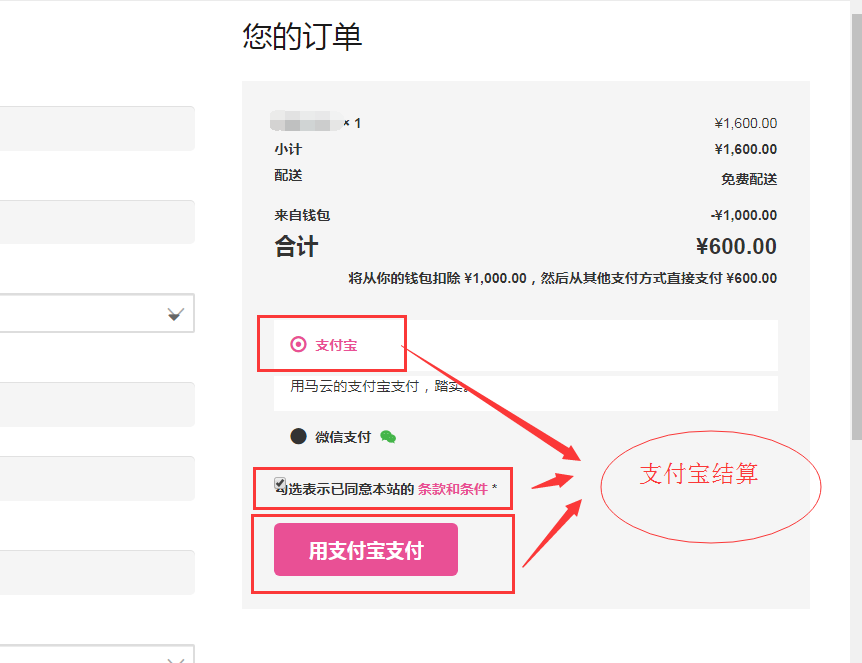 您的订单
× 1 ¥1,600.00
小计 ¥1,600.00
配送 免费配送
来自钱包 -¥1,000.00
合计 ¥600.00
将从你的钱包扣除 ¥1,000.00，然后从其他支付方式直接支付 ¥600.00
支付宝
用马云的支付宝支付，踏实。
微信支付
支付宝结算
勾选表示已同意本站的 条款和条件 *
用支付宝支付